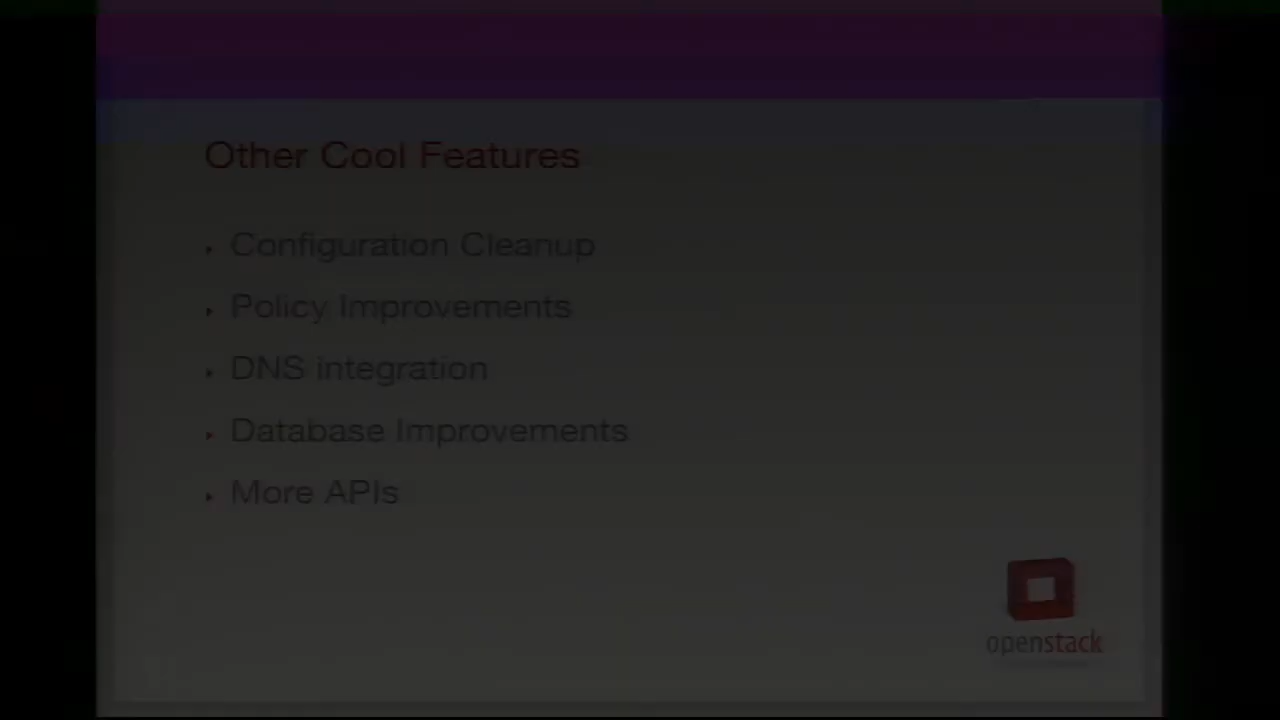 Other Cool Features
Configuration Cleanup
Policy Improvements
DNS integration
Database Improvements
More APIs
openstack